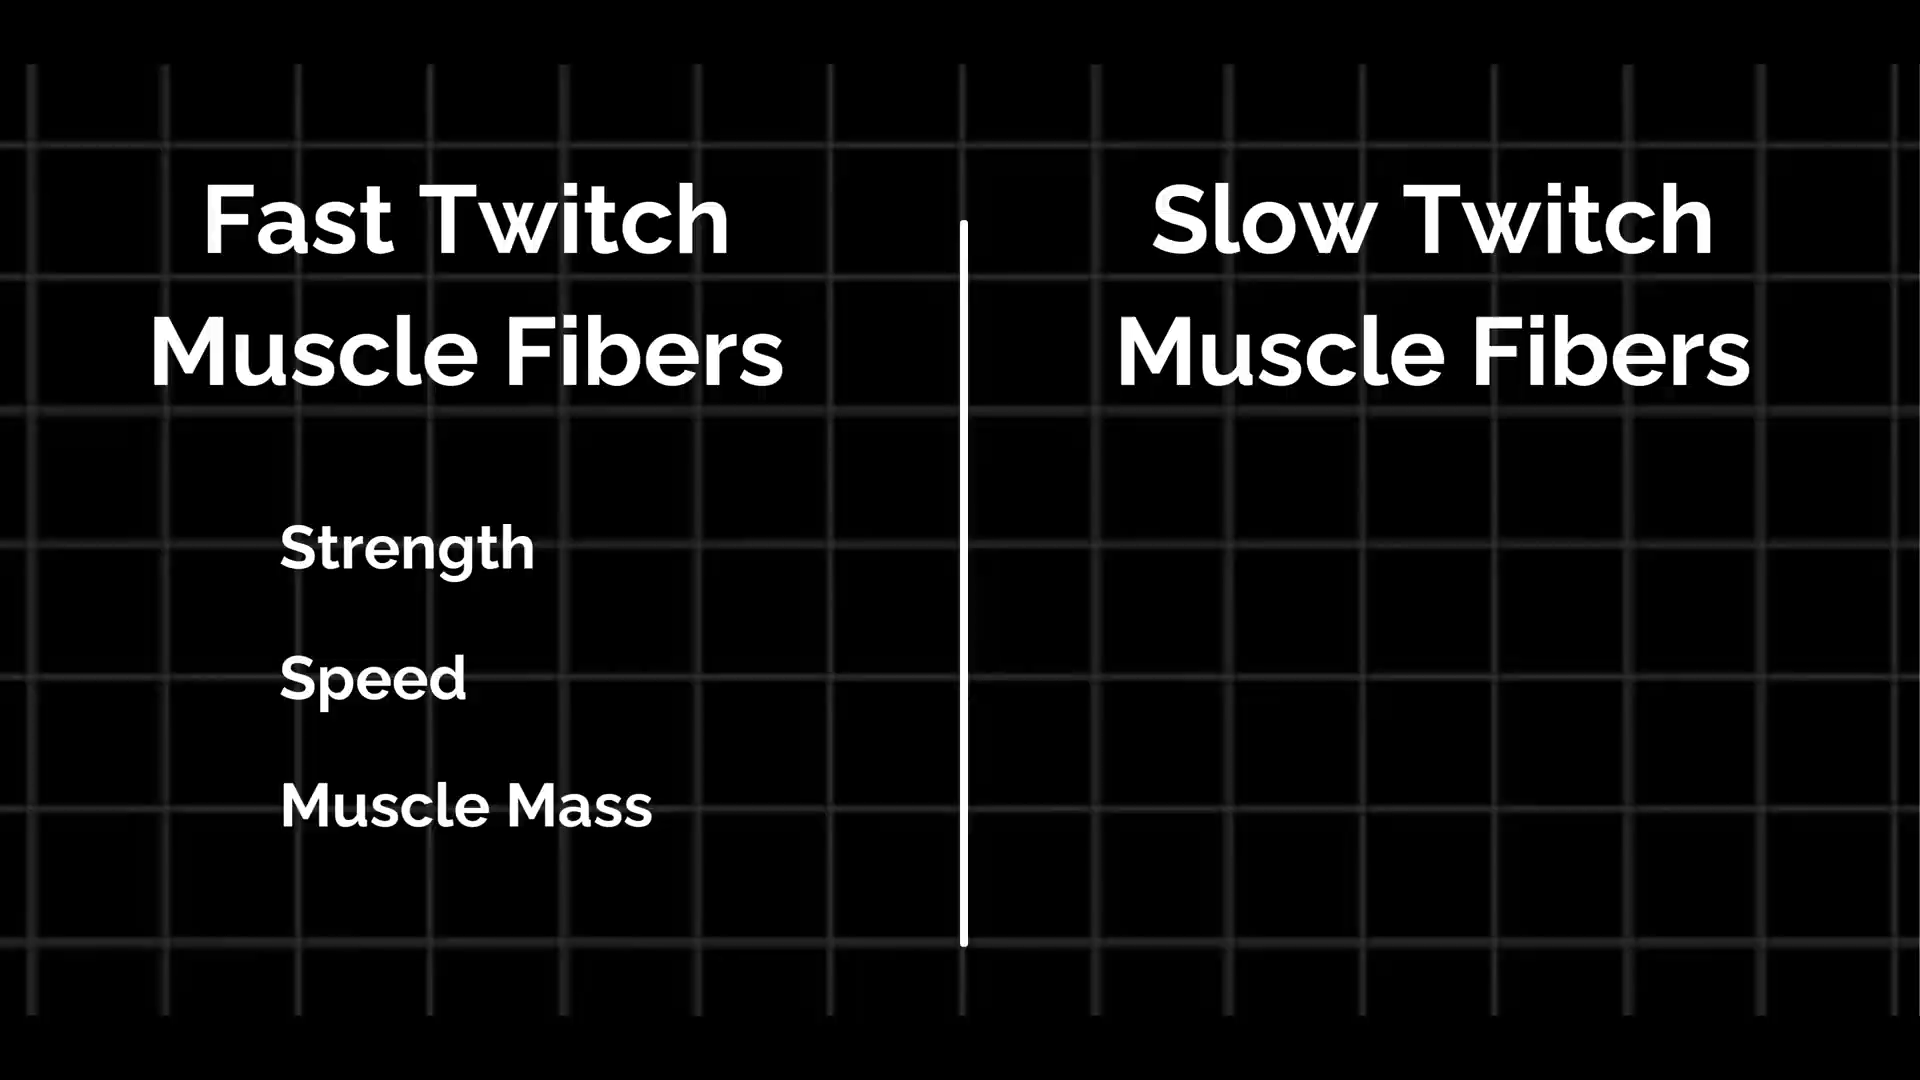 Fast Twitch
Muscle Fibers
Strength
Speed
Muscle Mass
Slow Twitch
Muscle Fibers